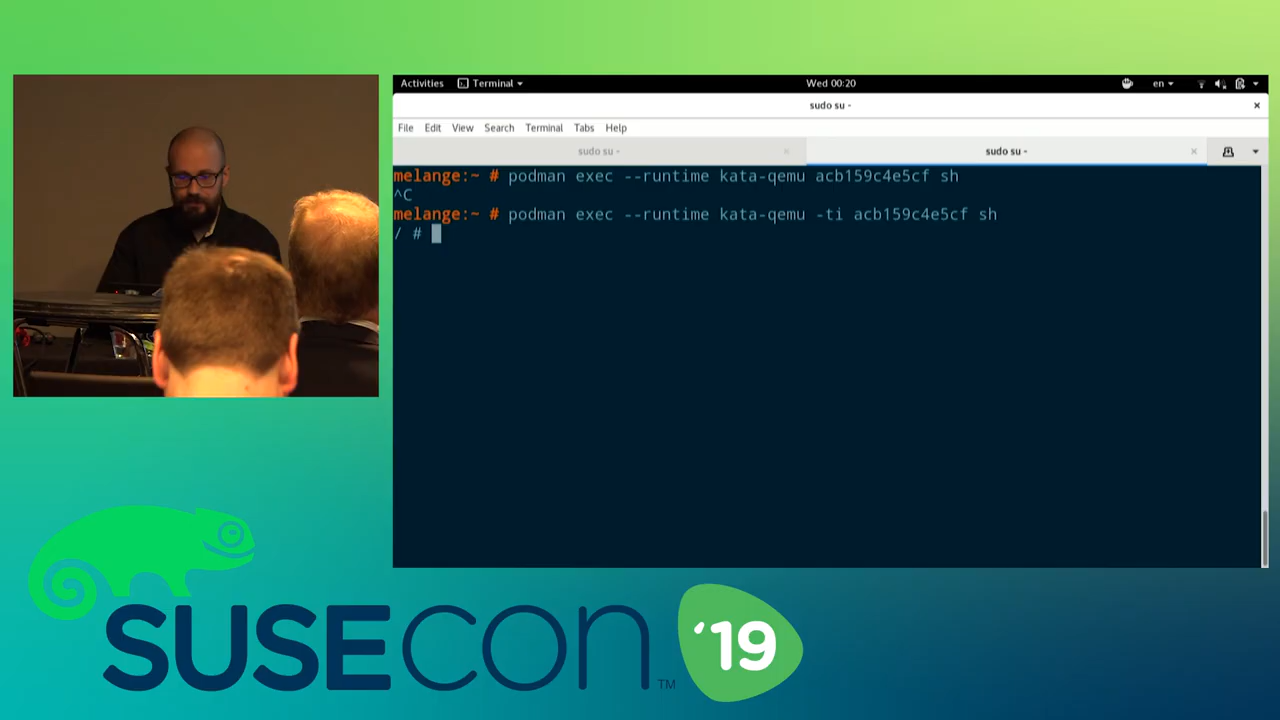 Activities Terminal Wed 00:20 en
sudo su -
File Edit View Search Terminal Tabs Help
sudo su - sudo su -
melange:~ # podman exec --runtime kata-qemu acb159c4e5cf sh
^C
melange:~ # podman exec --runtime kata-qemu -ti acb159c4e5cf sh
/ #
SUSECON TM '19